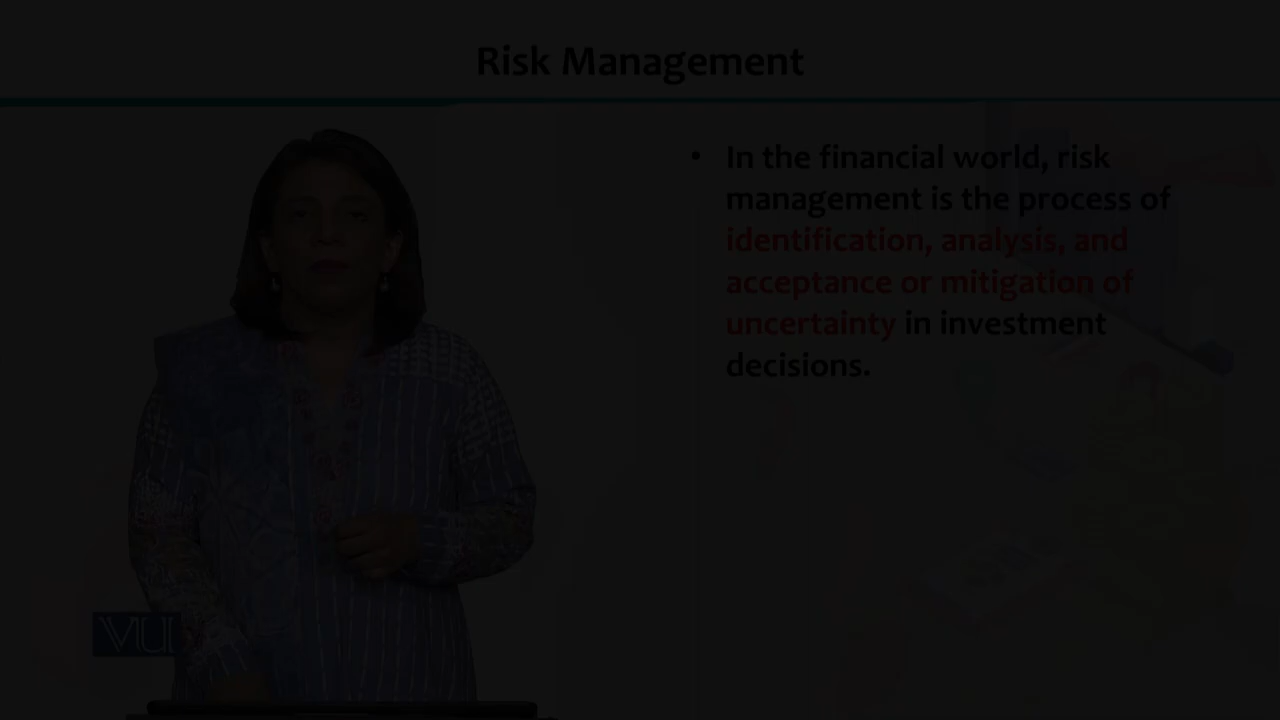 Risk Management
• In the financial world, risk
management is the process of
identification, analysis, and
acceptance or mitigation of
uncertainty in investment
decisions.
VU